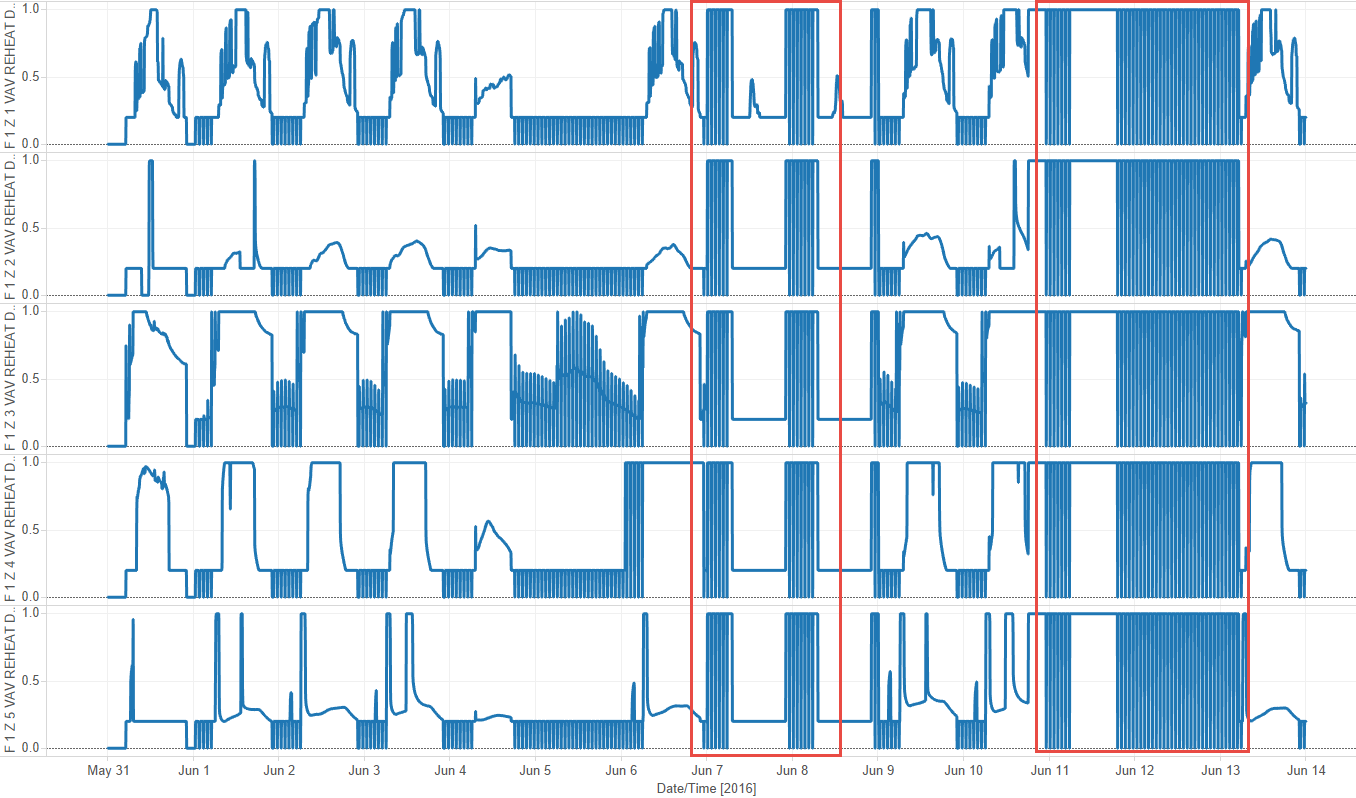 1.0
0.5
0.0
F 1 Z 1 VAV REHEAT D..
1.0
0.5
0.0
F 1 Z 2 VAV REHEAT D..
1.0
0.5
0.0
F 1 Z 3 VAV REHEAT D..
1.0
0.5
0.0
F 1 Z 4 VAV REHEAT D..
1.0
0.5
0.0
F 1 Z 5 VAV REHEAT D..
May 31 Jun 1 Jun 2 Jun 3 Jun 4 Jun 5 Jun 6 Jun 7 Jun 8 Jun 9 Jun 10 Jun 11 Jun 12 Jun 13 Jun 14
Date/Time [2016]